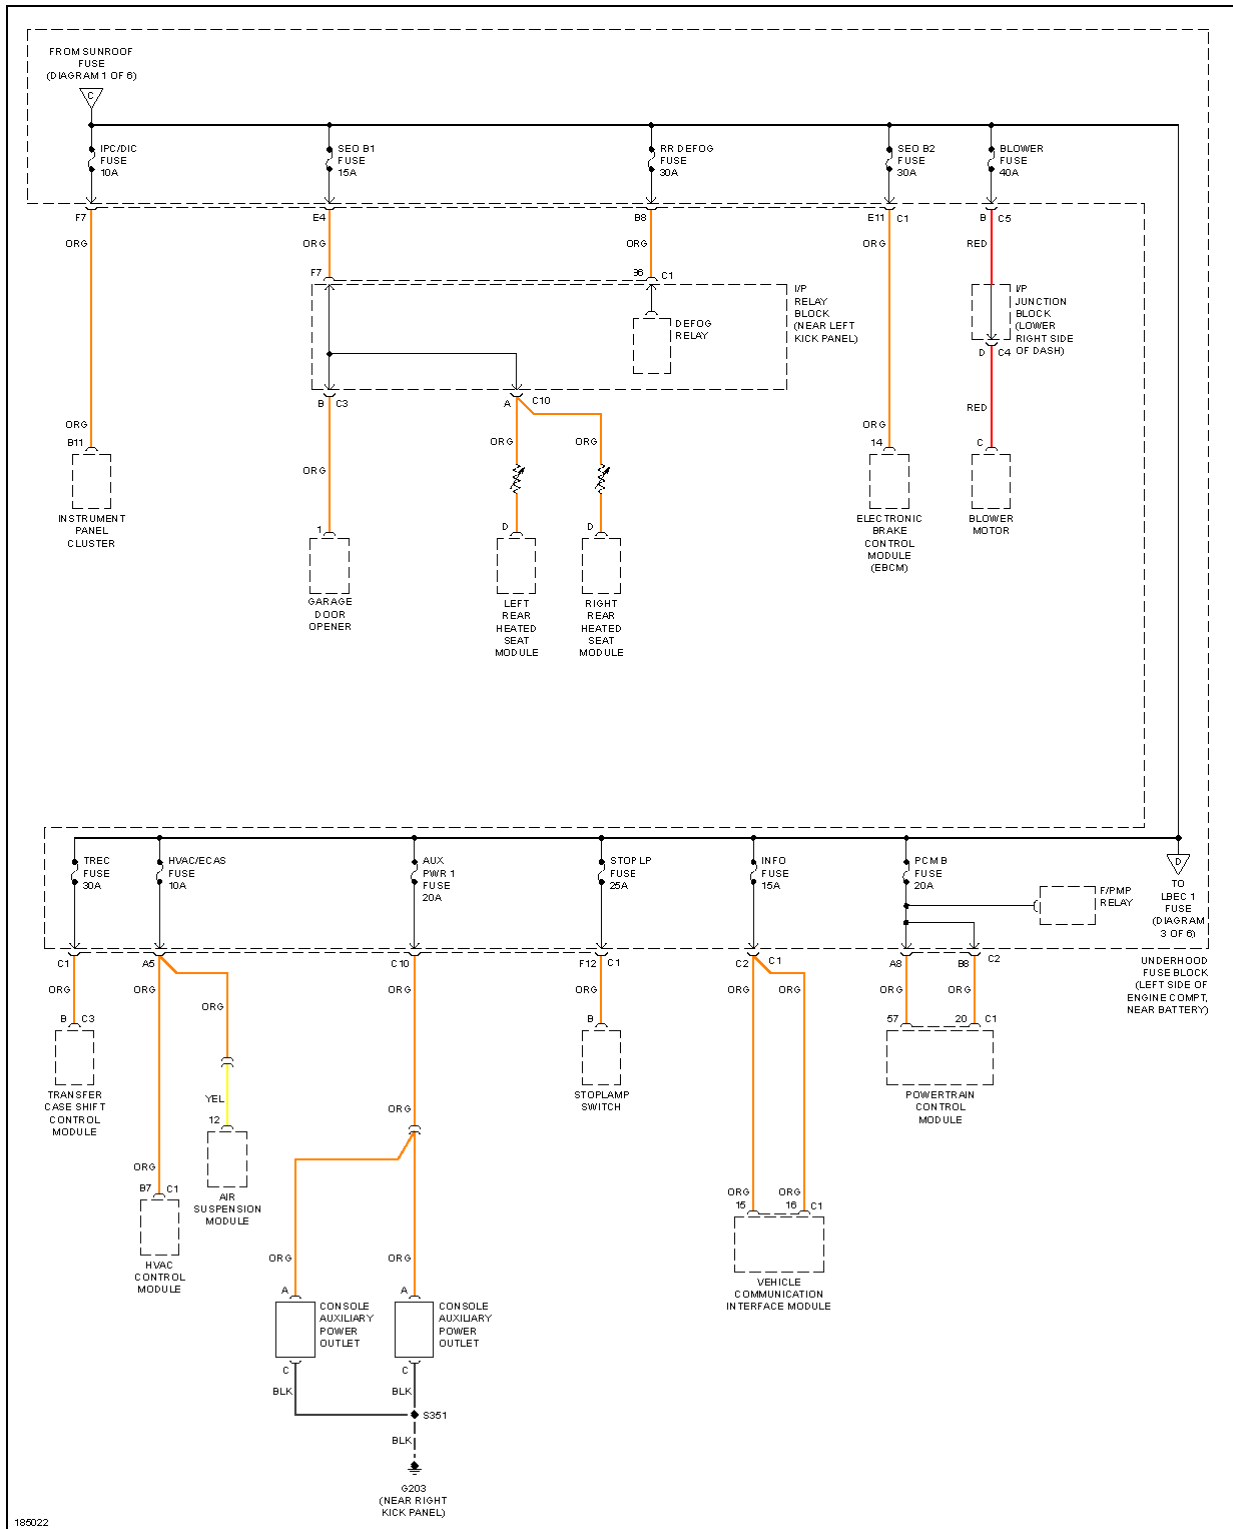 FROM SUNROOF
FUSE
(DIAGRAM 1 OF 6)
C
IPC/DIC
FUSE
10A
SEO B1
FUSE
15A
RR DEFOG
FUSE
30A
SEO B2
FUSE
30A
BLOWER
FUSE
40A
F7
E4
B8
E11 C1
B C5
ORG
ORG
ORG
ORG
RED
F7
C1
I/P
RELAY
BLOCK
(NEAR LEFT
KICK PANEL)
DEFOG
RELAY
I/P
JUNCTION
BLOCK
(LOWER
RIGHT SIDE
OF DASH)
D C4
B C3
A C10
RED
ORG
ORG
B11
ORG
ORG
ORG
14
C
ORG
INSTRUMENT
PANEL
CLUSTER
1
D
D
ELECTRONIC
BRAKE
CONTROL
MODULE
(EBCM)
BLOWER
MOTOR
GARAGE
DOOR
OPENER
LEFT
REAR
HEATED
SEAT
MODULE
RIGHT
REAR
HEATED
SEAT
MODULE
TREC
FUSE
30A
HVAC/ECAS
FUSE
10A
AUX
PWR 1
FUSE
20A
STOP LP
FUSE
25A
INFO
FUSE
15A
PCM B
FUSE
20A
F/PMP
RELAY
D
TO
LBEC 1
FUSE
(DIAGRAM
3 OF 6)
C1
A5
C10
F12 C1
C2 C1
A8
B8 C2
UNDERHOOD
FUSE BLOCK
(LEFT SIDE OF
ENGINE COMPT,
NEAR BATTERY)
ORG
ORG
ORG
ORG
ORG
ORG
ORG
ORG
ORG
B C3
B
57
20 C1
TRANSFER
CASE SHIFT
CONTROL
MODULE
STOPLAMP
SWITCH
POWERTRAIN
CONTROL
MODULE
YEL
12
ORG
ORG
B7 C1
AIR
SUSPENSION
MODULE
ORG
15
ORG
16 C1
HVAC
CONTROL
MODULE
ORG
ORG
VEHICLE
COMMUNICATION
INTERFACE MODULE
A
A
CONSOLE
AUXILIARY
POWER
OUTLET
CONSOLE
AUXILIARY
POWER
OUTLET
C
C
BLK
BLK
S351
BLK
G203
(NEAR RIGHT
KICK PANEL)
185022